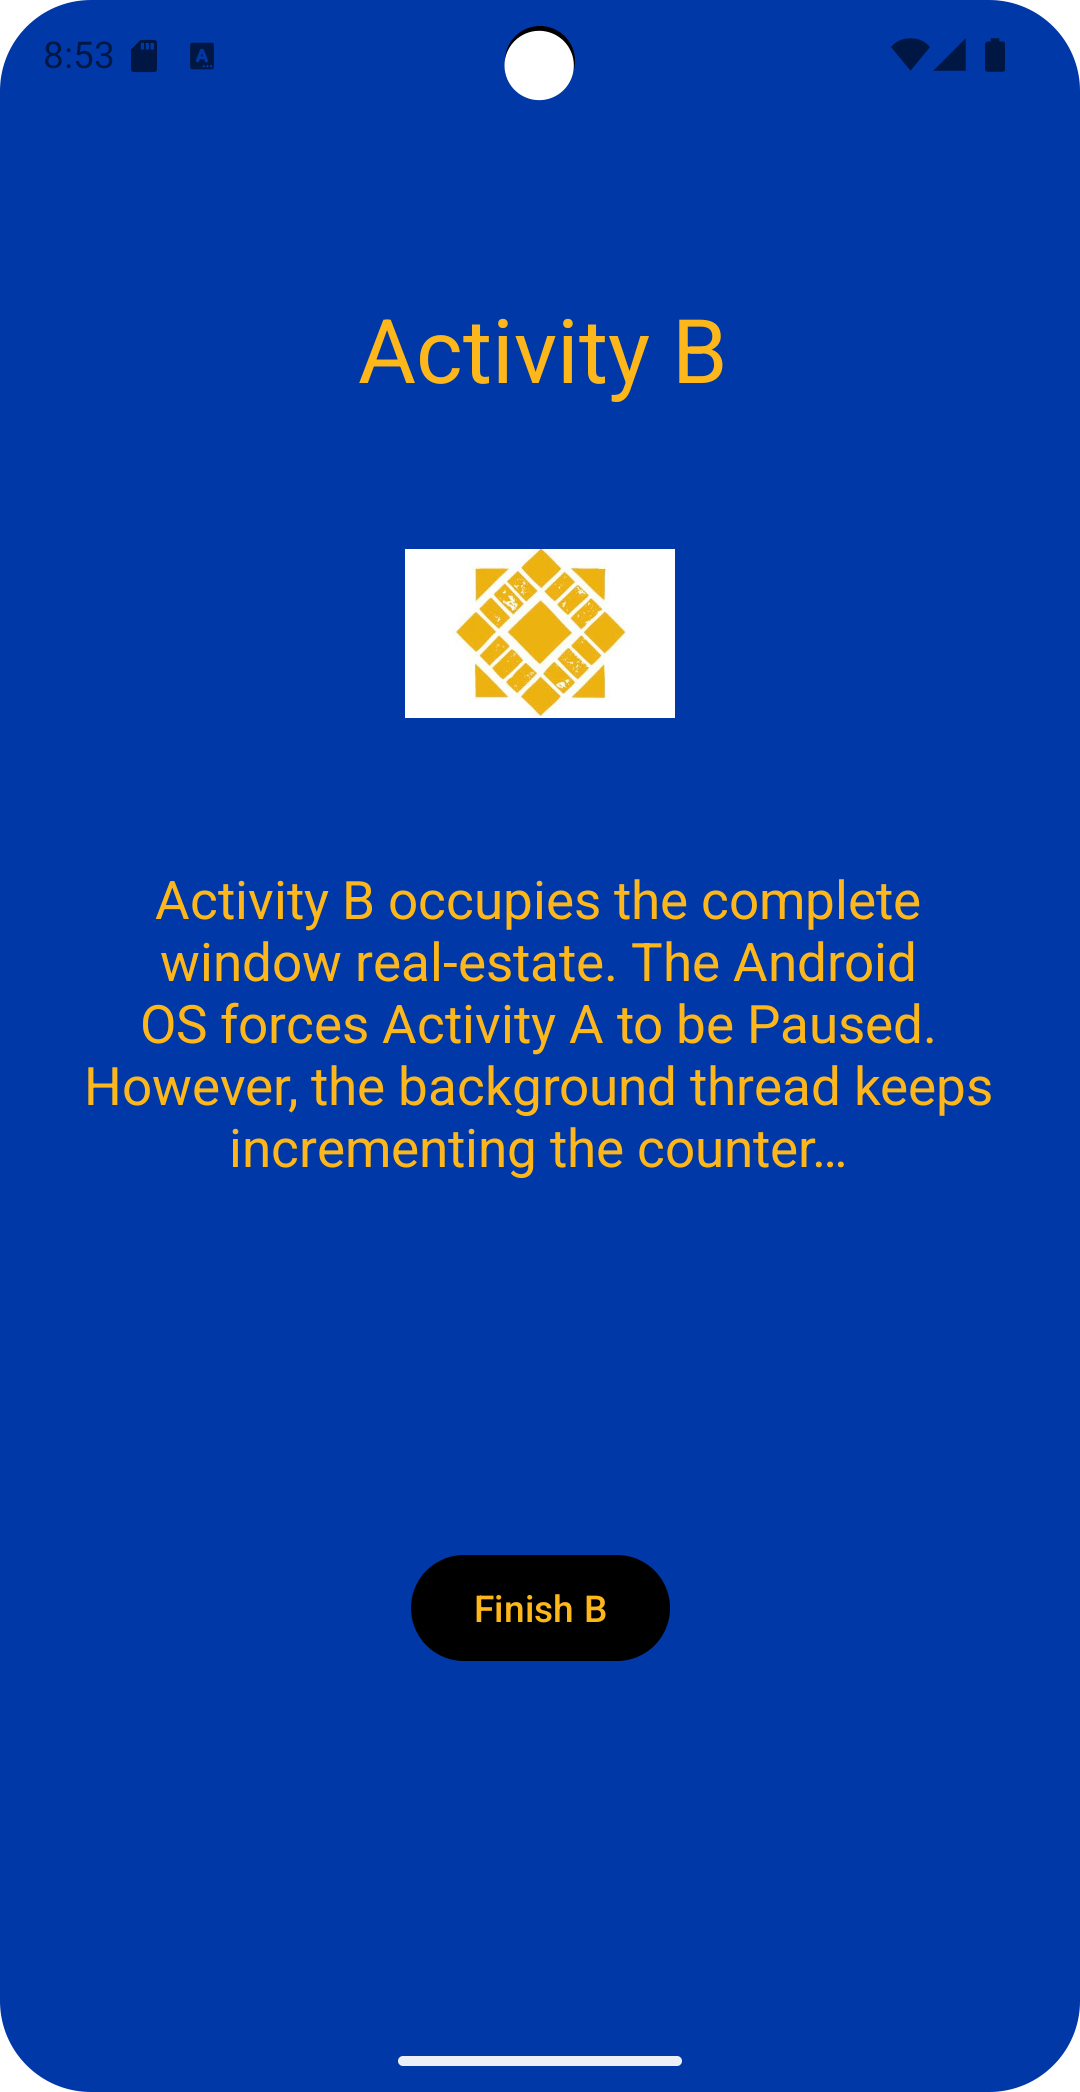 8:53
Activity B
Activity B occupies the complete
window real-estate. The Android
OS forces Activity A to be Paused.
However, the background thread keeps
incrementing the counter…
Finish B